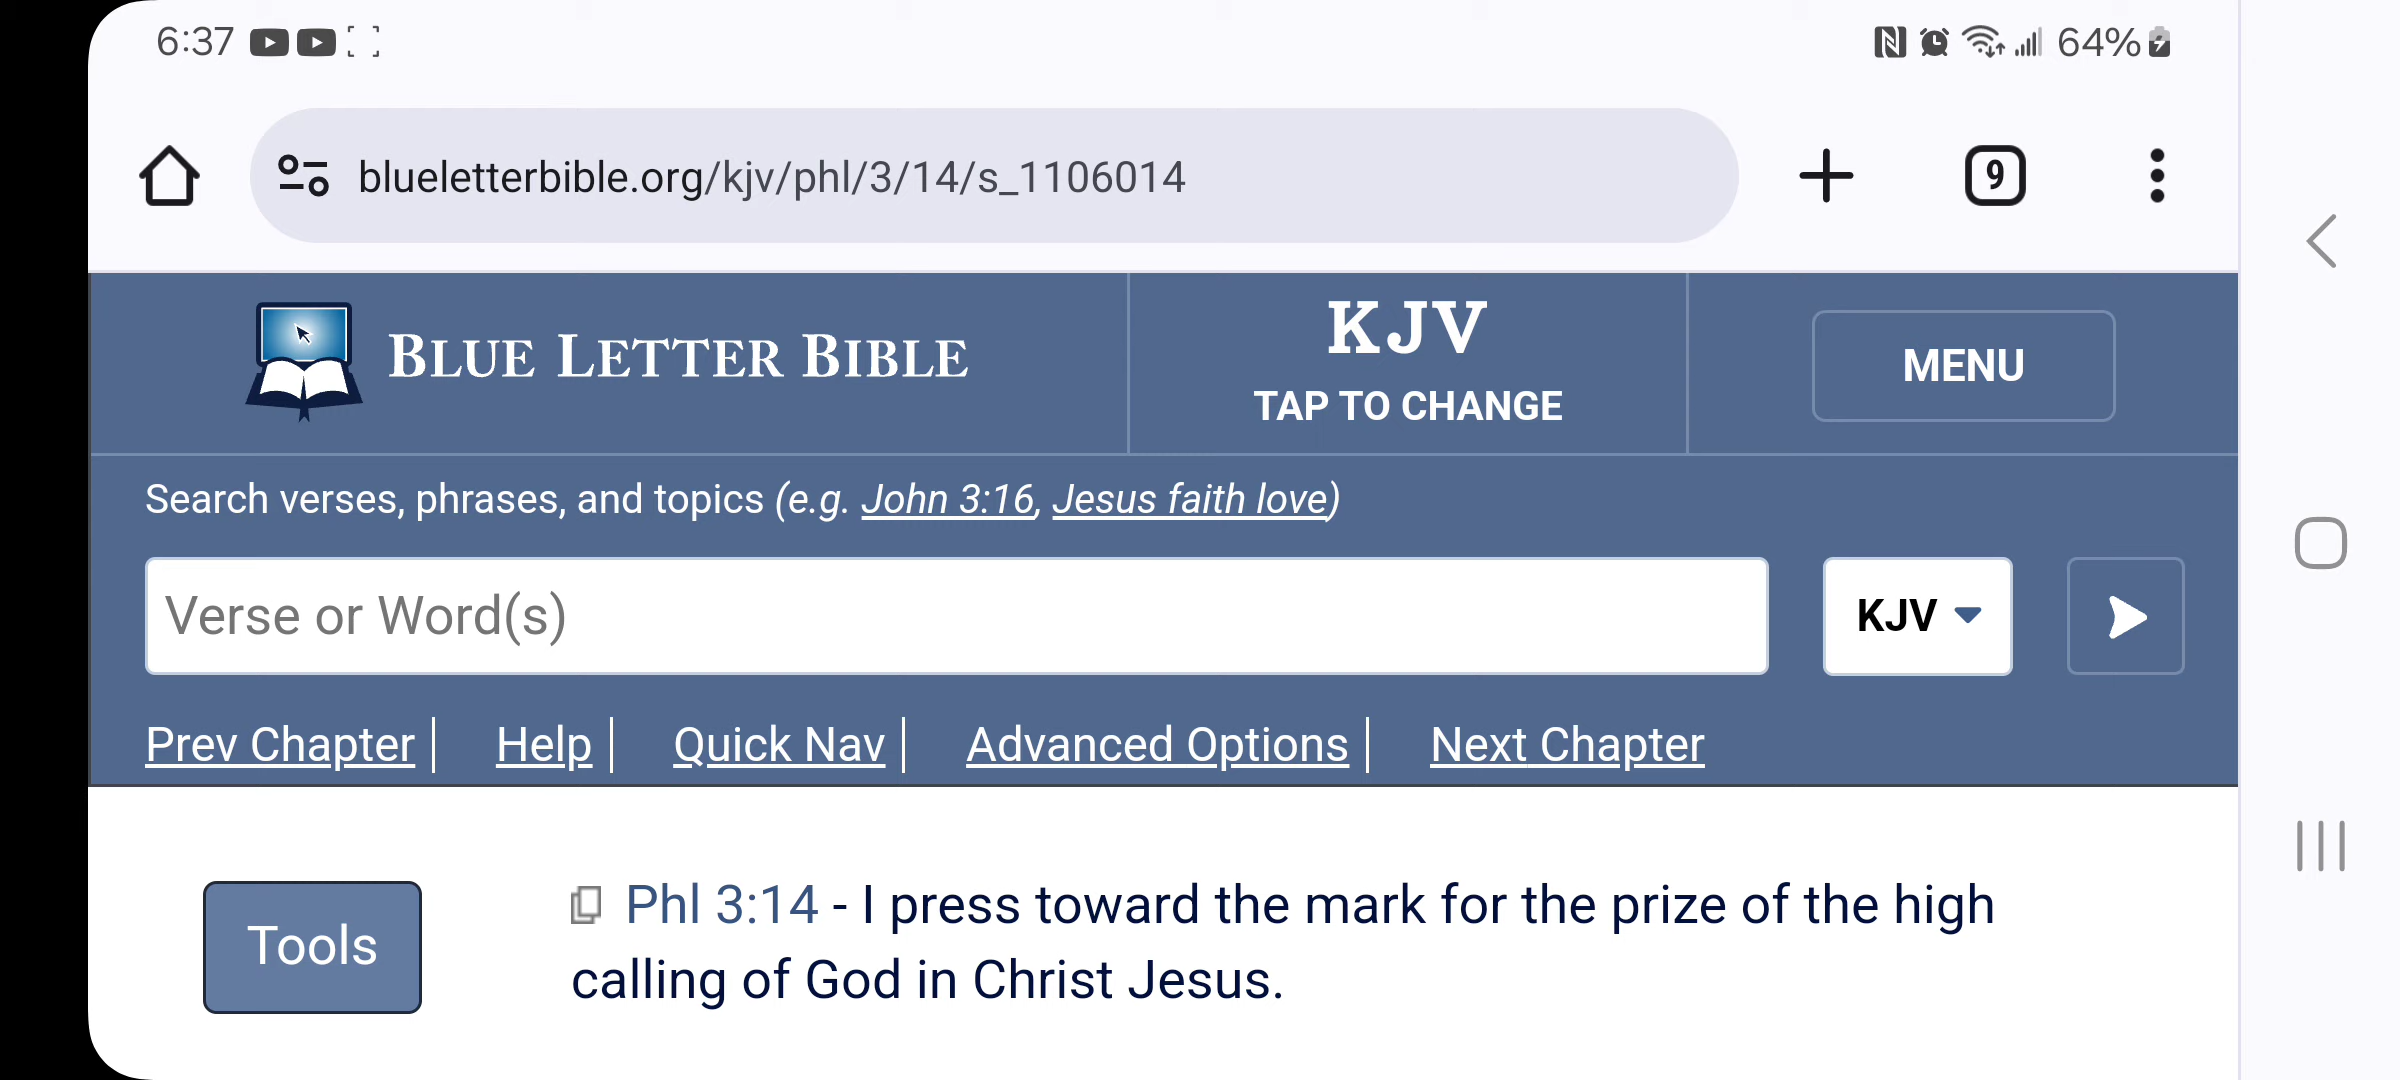 6:37 64%
blueletterbible.org/kjv/phl/3/14/s_1106014 9
BLUE LETTER BIBLE
KJV
TAP TO CHANGE
MENU
Search verses, phrases, and topics (e.g. John 3:16, Jesus faith love)
Verse or Word(s) KJV
Prev Chapter Help Quick Nav Advanced Options Next Chapter
Tools
Phl 3:14 - I press toward the mark for the prize of the high
calling of God in Christ Jesus.